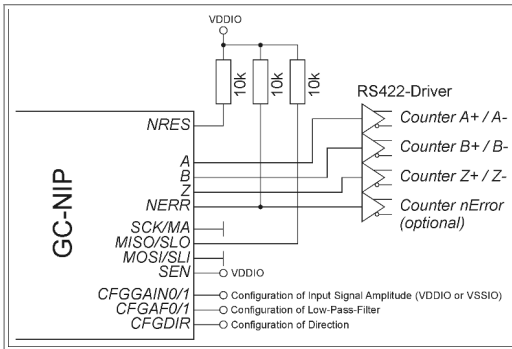 VDDIO
10k
10k
10k
RS422-Driver
GC-NIP
NRES
A
B
Z
NERR
SCK/MA
MISO/SLO
MOSI/SLI
SEN
CFGGAIN0/1
CFGAF0/1
CFGDIR
Counter A+ / A-
Counter B+ / B-
Counter Z+ / Z-
Counter nError
(optional)
VDDIO
Configuration of Input Signal Amplitude (VDDIO or VSSIO)
Configuration of Low-Pass-Filter
Configuration of Direction